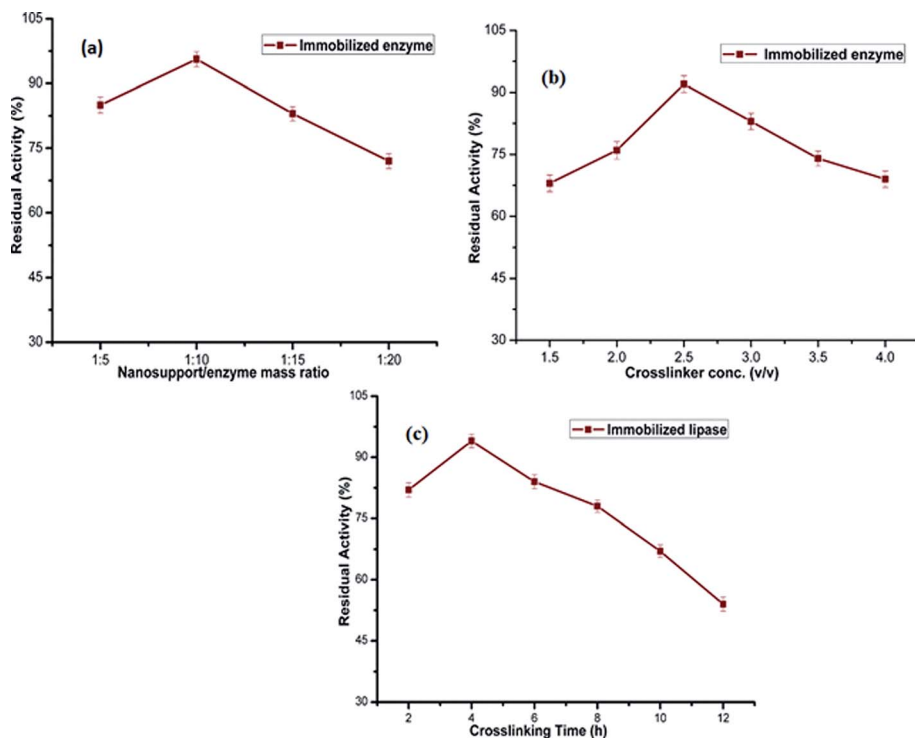 105
(a)
Immobilized enzyme
90
75
60
45
30
Residual Activity (%)
1:5 1:10 1:15 1:20
Nanosupport/enzyme mass ratio
105
(b)
Immobilized enzyme
90
75
60
45
30
Residual Activity (%)
1.5 2.0 2.5 3.0 3.5 4.0
Crosslinker conc. (v/v)
105
(c)
Immobilized lipase
90
75
60
45
30
Residual Activity (%)
2 4 6 8 10 12
Crosslinking Time (h)